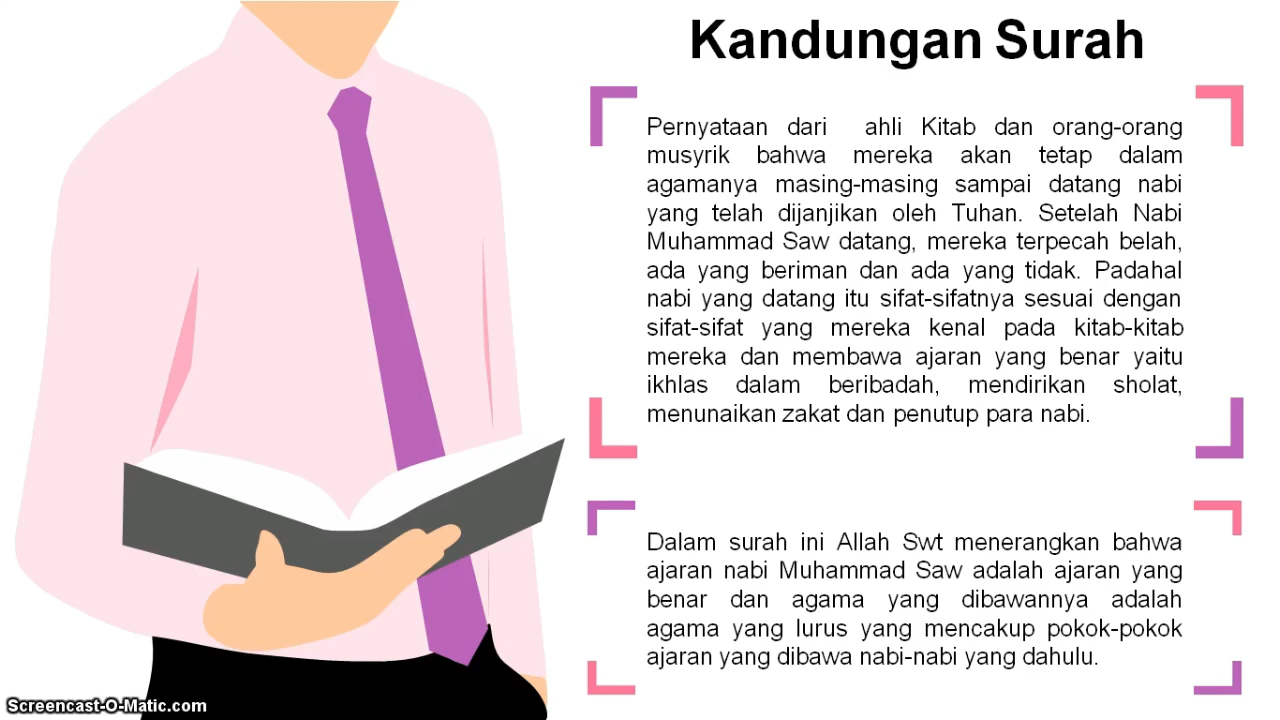 Kandungan Surah
Pernyataan dari ahli Kitab dan orang-orang
musyrik bahwa mereka akan tetap dalam
agamanya masing-masing sampai datang nabi
yang telah dijanjikan oleh Tuhan. Setelah Nabi
Muhammad Saw datang, mereka terpecah belah,
ada yang beriman dan ada yang tidak. Padahal
nabi yang datang itu sifat-sifatnya sesuai dengan
sifat-sifat yang mereka kenal pada kitab-kitab
mereka dan membawa ajaran yang benar yaitu
ikhlas dalam beribadah, mendirikan sholat,
menunaikan zakat dan penutup para nabi.
Dalam surah ini Allah Swt menerangkan bahwa
ajaran nabi Muhammad Saw adalah ajaran yang
benar dan agama yang dibawannya adalah
agama yang lurus yang mencakup pokok-pokok
ajaran yang dibawa nabi-nabi yang dahulu.
Screencast-O-Matic.com